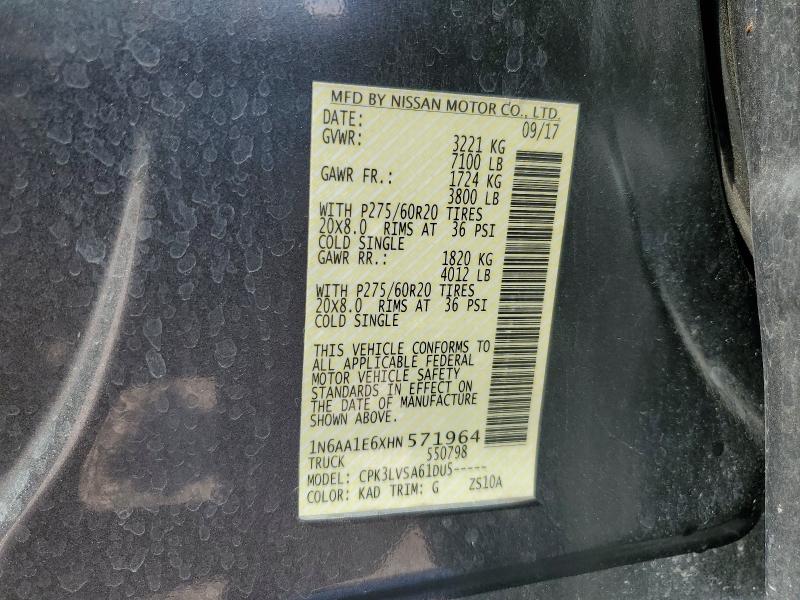 MFD BY NISSAN MOTOR CO., LTD.
DATE: 09/17
GVWR: 3221 KG
7100 LB
GAWR FR.: 1724 KG
3800 LB
WITH P275/60R20 TIRES
20X8.0 RIMS AT 36 PSI
COLD SINGLE
GAWR RR.: 1820 KG
4012 LB
WITH P275/60R20 TIRES
20X8.0 RIMS AT 36 PSI
COLD SINGLE
THIS VEHICLE CONFORMS TO
ALL APPLICABLE FEDERAL
MOTOR VEHICLE SAFETY
STANDARDS IN EFFECT ON
THE DATE OF MANUFACTURE
SHOWN ABOVE.
1N6AA1E6XHN 571964
TRUCK 550798
MODEL: CPK3LVSA61DU5-----
COLOR: KAD TRIM: G ZS10A